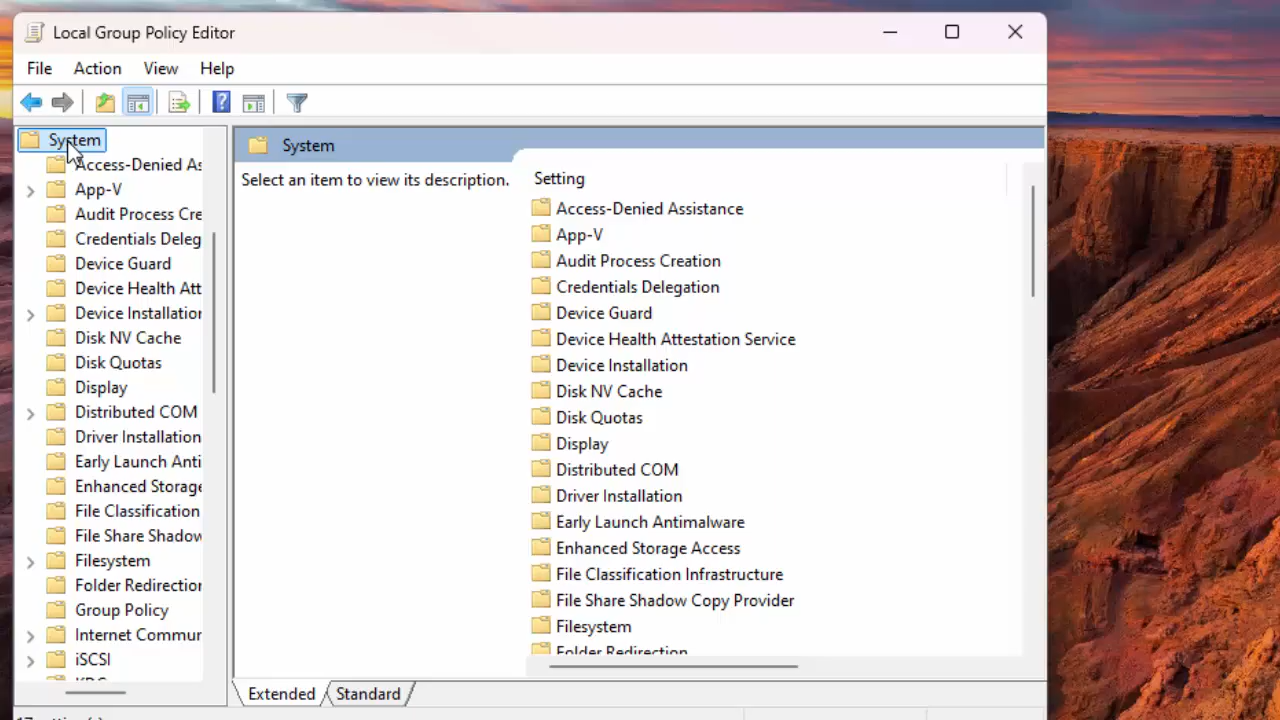 Local Group Policy Editor
File Action View Help
System
Access-Denied As
App-V
Audit Process Cre
Credentials Deleg
Device Guard
Device Health Att
Device Installation
Disk NV Cache
Disk Quotas
Display
Distributed COM
Driver Installation
Early Launch Anti
Enhanced Storage
File Classification
File Share Shadow
Filesystem
Folder Redirection
Group Policy
Internet Commur
iSCSI
System
Select an item to view its description.
Setting
Access-Denied Assistance
App-V
Audit Process Creation
Credentials Delegation
Device Guard
Device Health Attestation Service
Device Installation
Disk NV Cache
Disk Quotas
Display
Distributed COM
Driver Installation
Early Launch Antimalware
Enhanced Storage Access
File Classification Infrastructure
File Share Shadow Copy Provider
Filesystem
Folder Redirection
Extended Standard